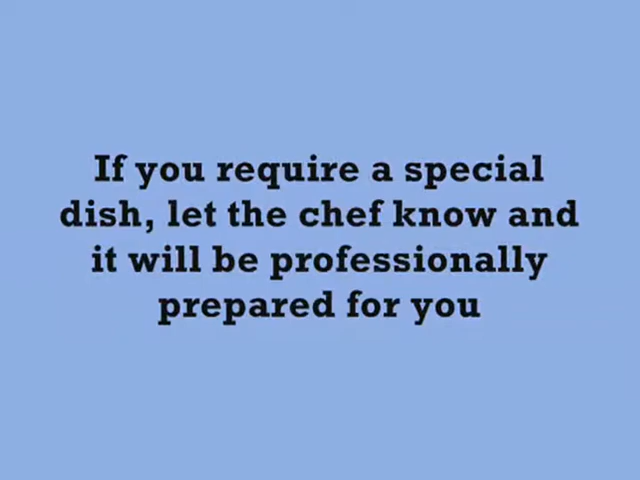 If you require a special
dish, let the chef know and
it will be professionally
prepared for you